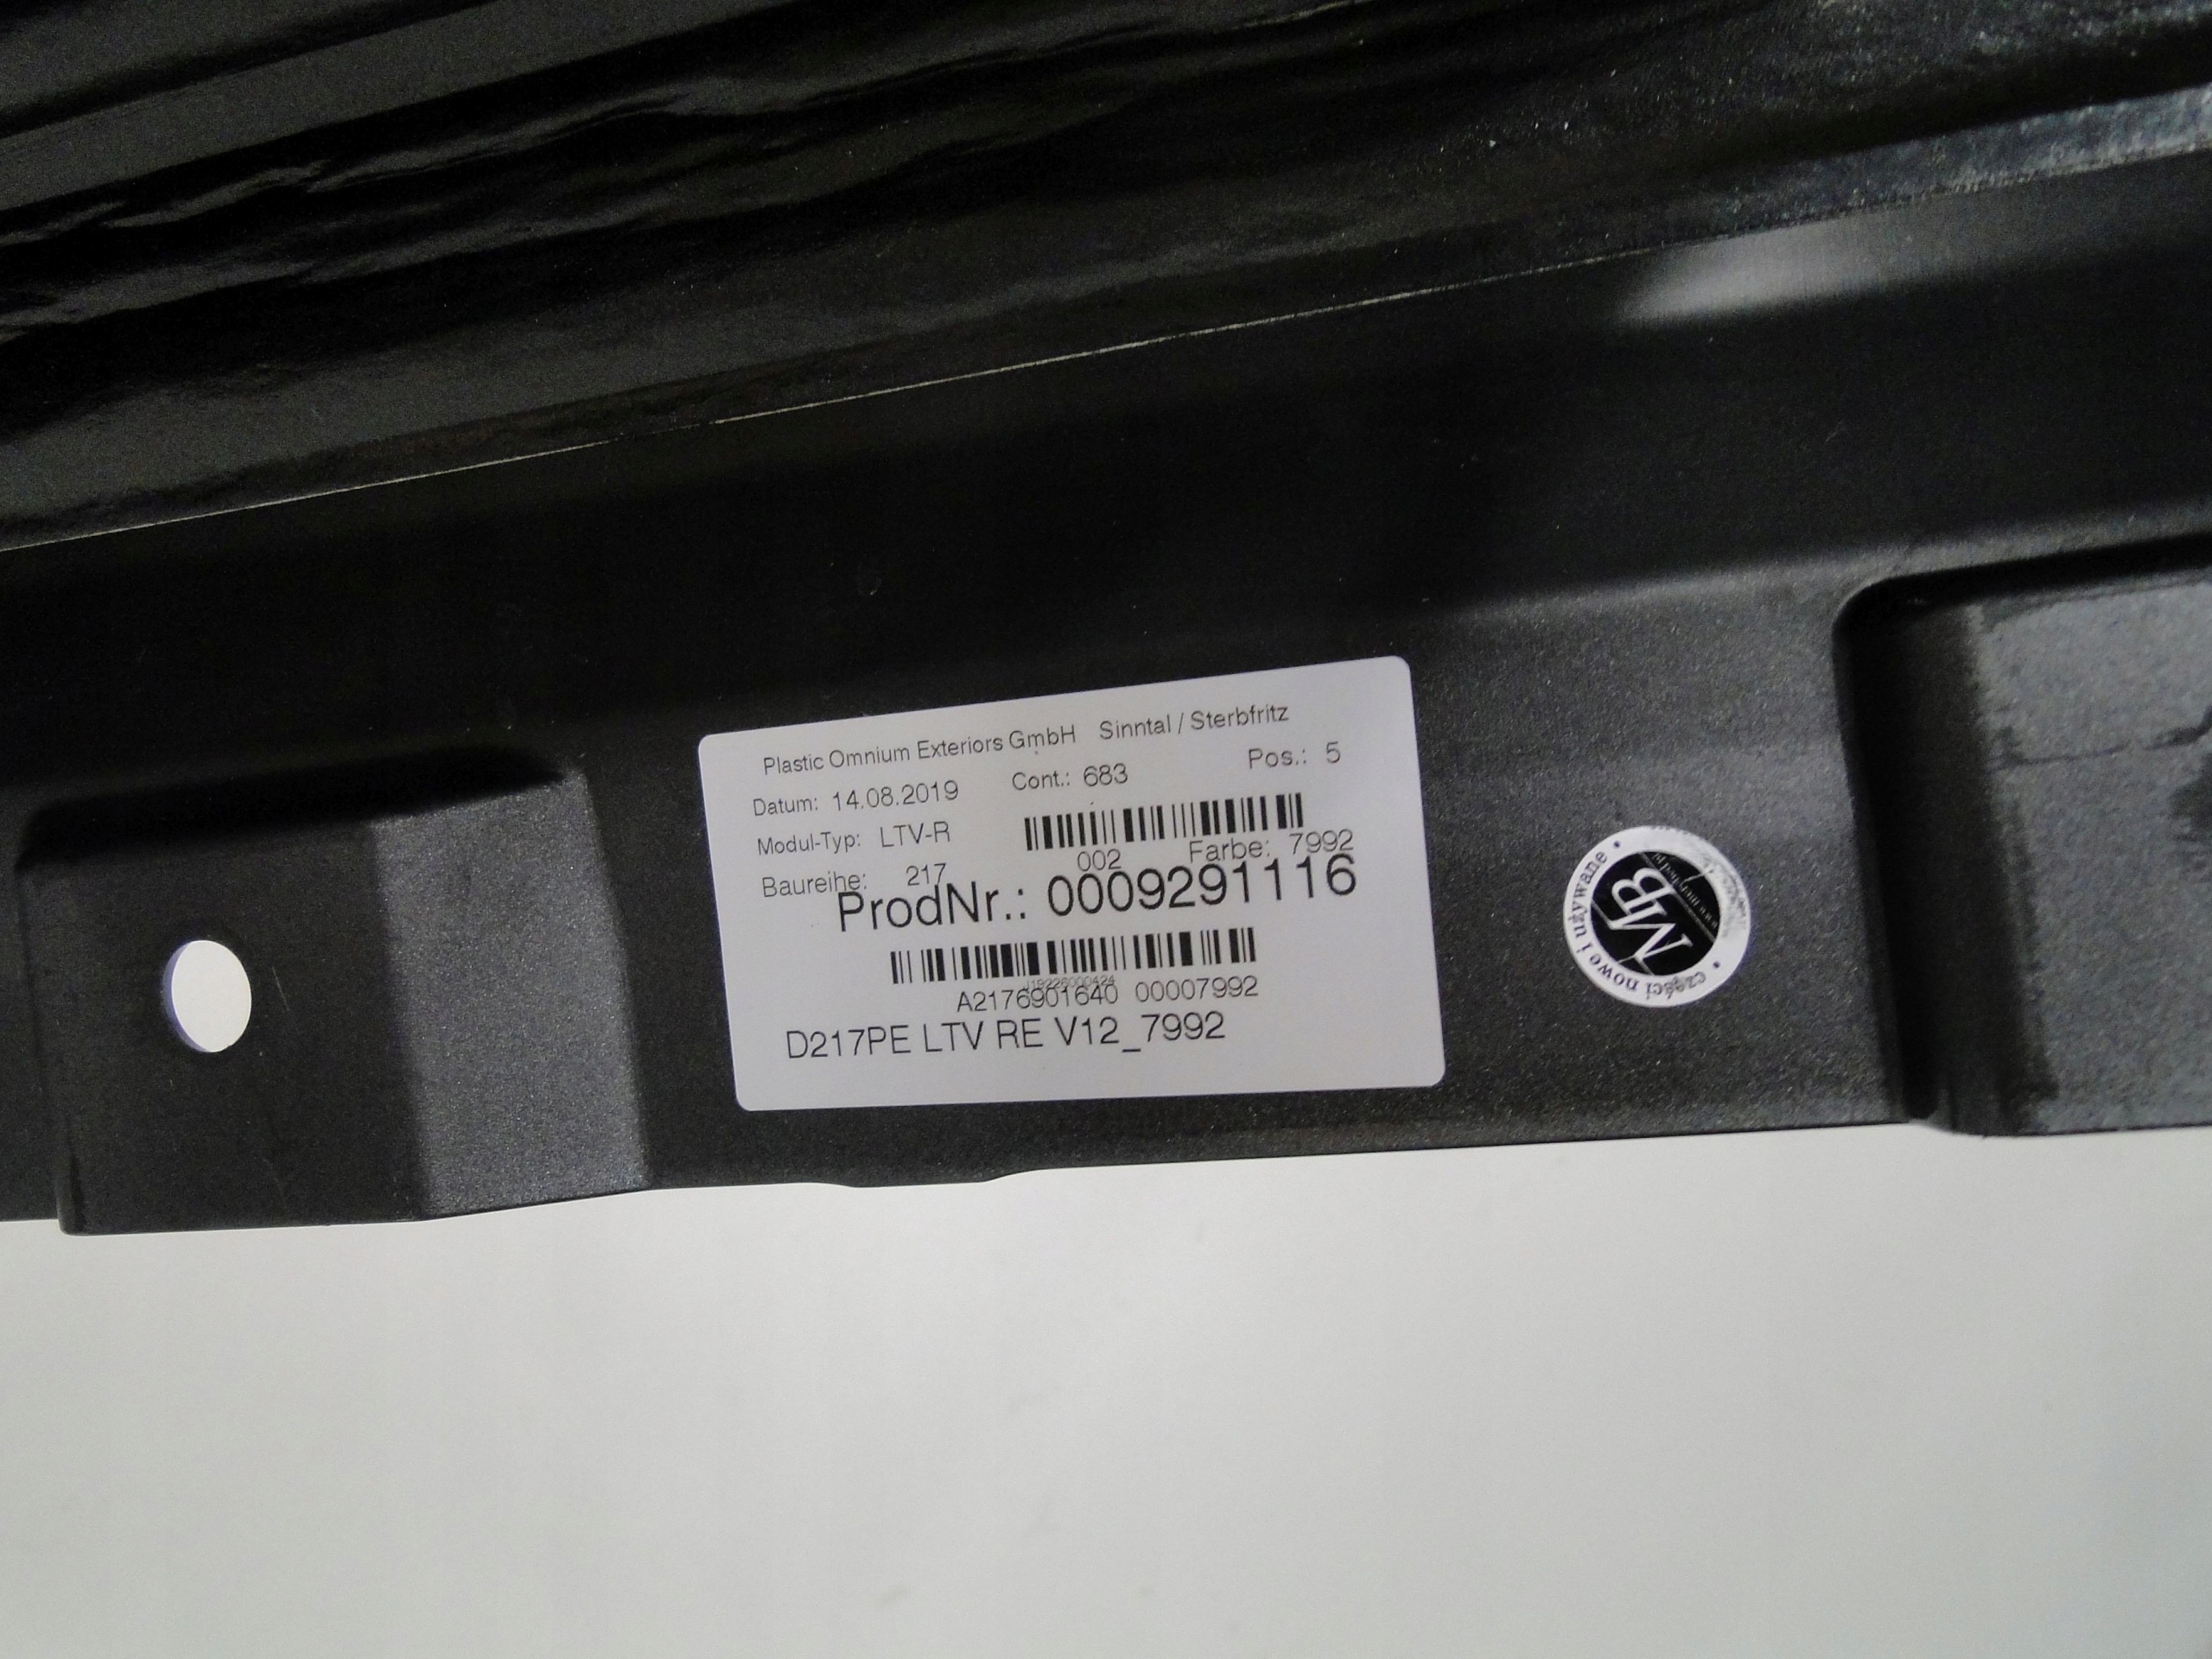 Plastic Omnium Exteriors GmbH Sinntal / Sterbfritz
Datum: 14.08.2019 Cont.: 683 Pos.: 5
Modul-Typ: LTV-R
002 Farbe: 7992
Baureihe: 217
ProdNr.: 0009291116
A2176901640 00007992
D217PE LTV RE V12_7992
MB
• części nowe i używane •